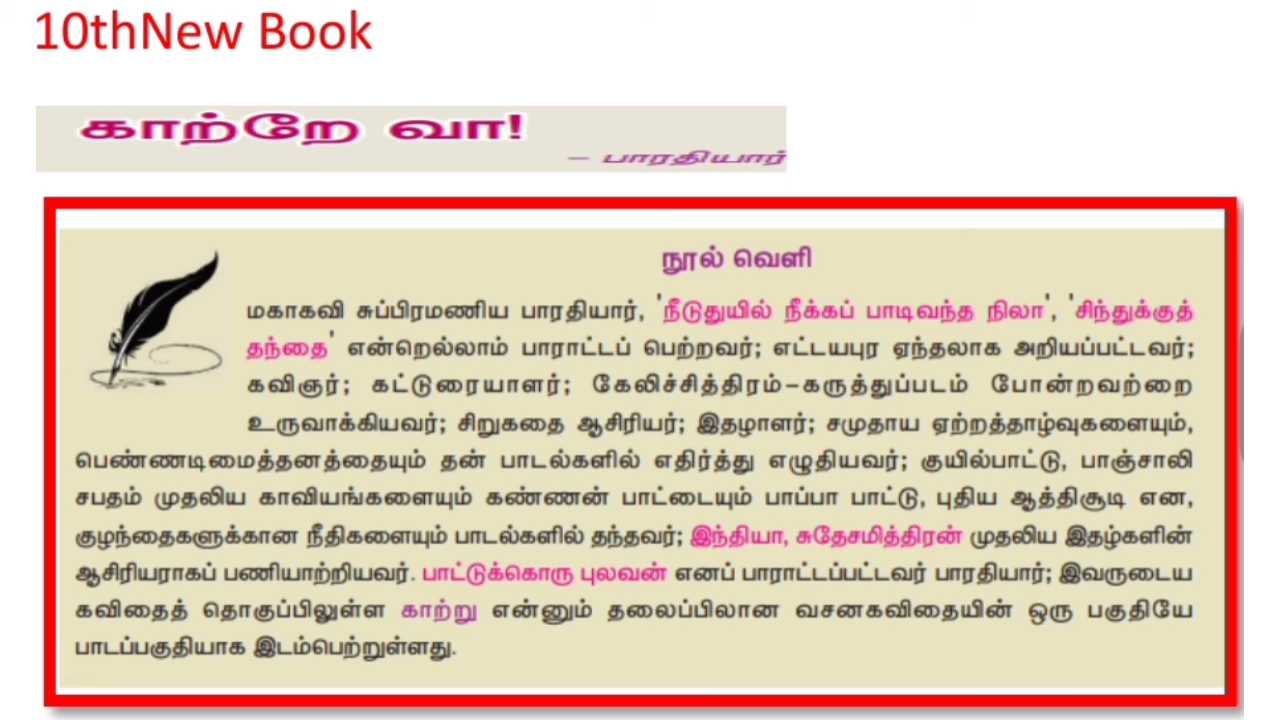 10thNew Book
காற்றே வா!
– பாரதியார்
நூல் வெளி
மகாகவி சுப்பிரமணிய பாரதியார், 'நீடுதுயில் நீக்கப் பாடிவந்த நிலா', 'சிந்துக்குத்
தந்தை' என்றெல்லாம் பாராட்டப் பெற்றவர்; எட்டயபுர ஏந்தலாக அறியப்பட்டவர்;
கவிஞர்; கட்டுரையாளர்; கேலிச்சித்திரம்–கருத்துப்படம் போன்றவற்றை
உருவாக்கியவர்; சிறுகதை ஆசிரியர்; இதழாளர்; சமுதாய ஏற்றத்தாழ்வுகளையும்,
பெண்ணடிமைத்தனத்தையும் தன் பாடல்களில் எதிர்த்து எழுதியவர்; குயில்பாட்டு, பாஞ்சாலி
சபதம் முதலிய காவியங்களையும் கண்ணன் பாட்டையும் பாப்பா பாட்டு, புதிய ஆத்திசூடி என,
குழந்தைகளுக்கான நீதிகளையும் பாடல்களில் தந்தவர்; இந்தியா, சுதேசமித்திரன் முதலிய இதழ்களின்
ஆசிரியராகப் பணியாற்றியவர். பாட்டுக்கொரு புலவன் எனப் பாராட்டப்பட்டவர் பாரதியார்; இவருடைய
கவிதைத் தொகுப்பிலுள்ள காற்று என்னும் தலைப்பிலான வசனகவிதையின் ஒரு பகுதியே
பாடப்பகுதியாக இடம்பெற்றுள்ளது.